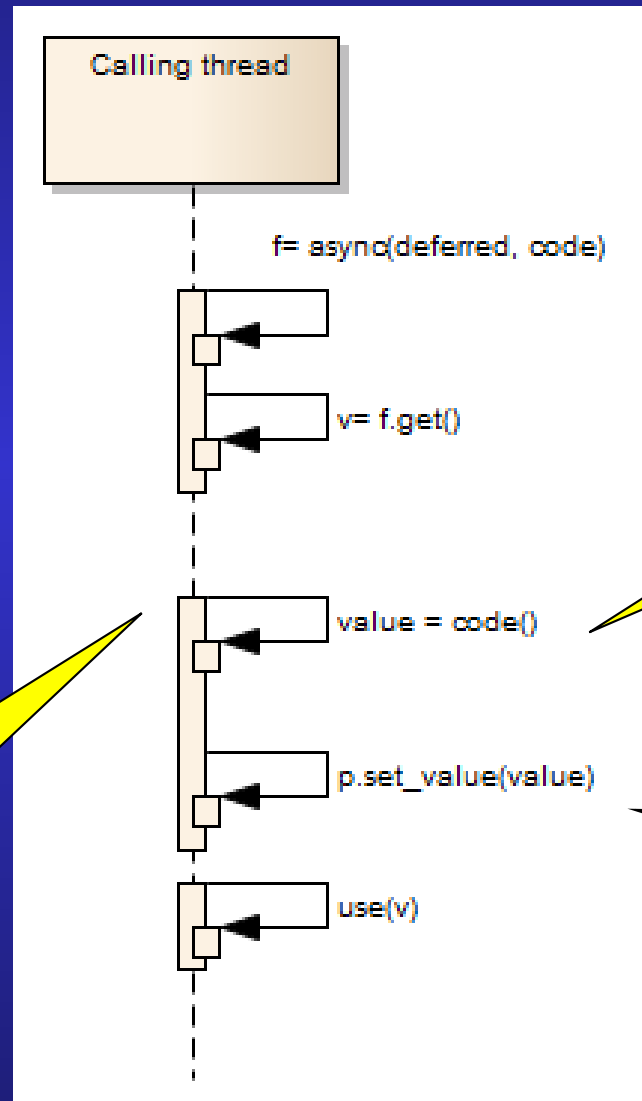 Calling thread
f= async(deferred, code)
v= f.get()
value = code()
p.set_value(value)
use(v)